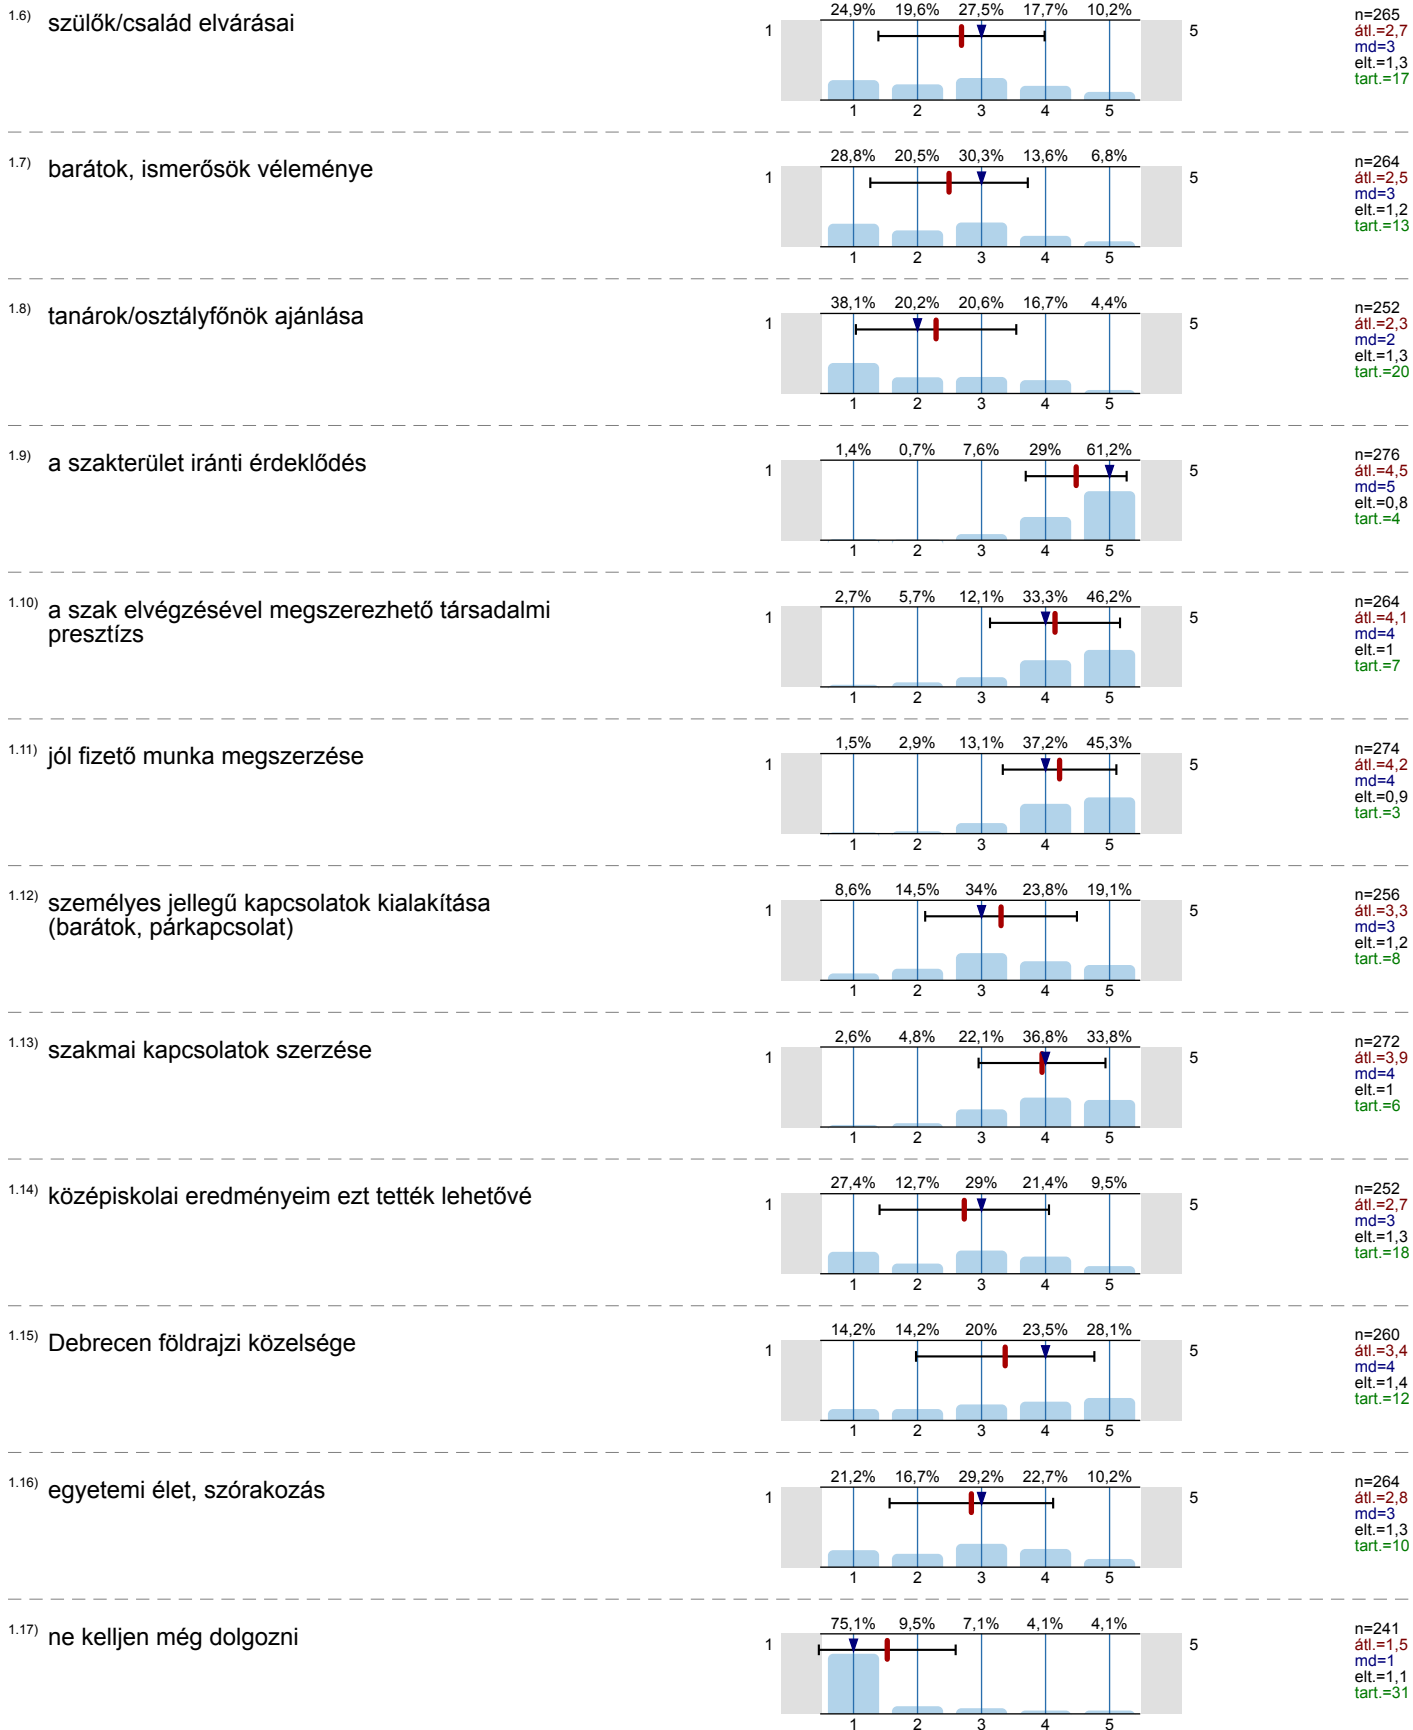 1.6) szülők/család elvárásai
24,9% 19,6% 27,5% 17,7% 10,2%
1 5
1 2 3 4 5
n=265
átl.=2,7
md=3
elt.=1,3
tart.=17
1.7) barátok, ismerősök véleménye
28,8% 20,5% 30,3% 13,6% 6,8%
1 5
1 2 3 4 5
n=264
átl.=2,5
md=3
elt.=1,2
tart.=13
1.8) tanárok/osztályfőnök ajánlása
38,1% 20,2% 20,6% 16,7% 4,4%
1 5
1 2 3 4 5
n=252
átl.=2,3
md=2
elt.=1,3
tart.=20
1.9) a szakterület iránti érdeklődés
1,4% 0,7% 7,6% 29% 61,2%
1 5
1 2 3 4 5
n=276
átl.=4,5
md=5
elt.=0,8
tart.=4
1.10) a szak elvégzésével megszerezhető társadalmi
presztízs
2,7% 5,7% 12,1% 33,3% 46,2%
1 5
1 2 3 4 5
n=264
átl.=4,1
md=4
elt.=1
tart.=7
1.11) jól fizető munka megszerzése
1,5% 2,9% 13,1% 37,2% 45,3%
1 5
1 2 3 4 5
n=274
átl.=4,2
md=4
elt.=0,9
tart.=3
1.12) személyes jellegű kapcsolatok kialakítása
(barátok, párkapcsolat)
8,6% 14,5% 34% 23,8% 19,1%
1 5
1 2 3 4 5
n=256
átl.=3,3
md=3
elt.=1,2
tart.=8
1.13) szakmai kapcsolatok szerzése
2,6% 4,8% 22,1% 36,8% 33,8%
1 5
1 2 3 4 5
n=272
átl.=3,9
md=4
elt.=1
tart.=6
1.14) középiskolai eredményeim ezt tették lehetővé
27,4% 12,7% 29% 21,4% 9,5%
1 5
1 2 3 4 5
n=252
átl.=2,7
md=3
elt.=1,3
tart.=18
1.15) Debrecen földrajzi közelsége
14,2% 14,2% 20% 23,5% 28,1%
1 5
1 2 3 4 5
n=260
átl.=3,4
md=4
elt.=1,4
tart.=12
1.16) egyetemi élet, szórakozás
21,2% 16,7% 29,2% 22,7% 10,2%
1 5
1 2 3 4 5
n=264
átl.=2,8
md=3
elt.=1,3
tart.=10
1.17) ne kelljen még dolgozni
75,1% 9,5% 7,1% 4,1% 4,1%
1 5
1 2 3 4 5
n=241
átl.=1,5
md=1
elt.=1,1
tart.=31